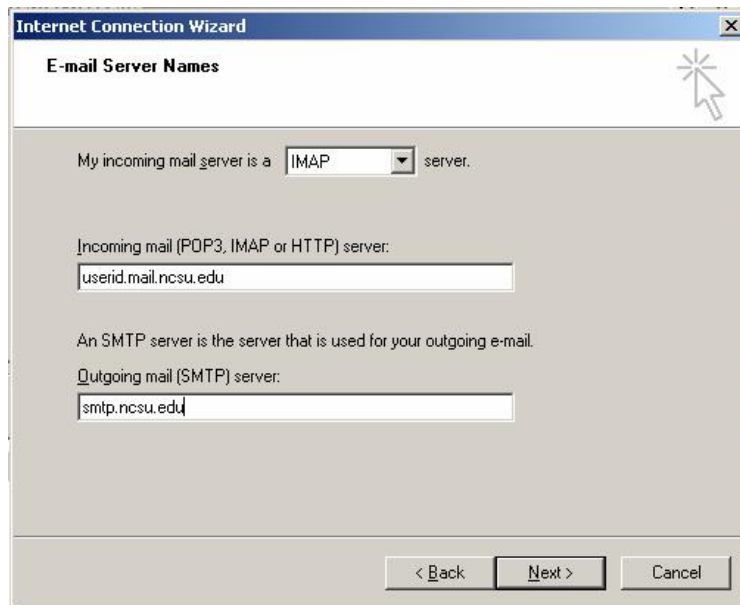 Internet Connection Wizard
E-mail Server Names
My incoming mail server is a IMAP server.
Incoming mail (POP3, IMAP or HTTP) server:
userid.mail.ncsu.edu
An SMTP server is the server that is used for your outgoing e-mail.
Outgoing mail (SMTP) server:
smtp.ncsu.edu
< Back Next > Cancel